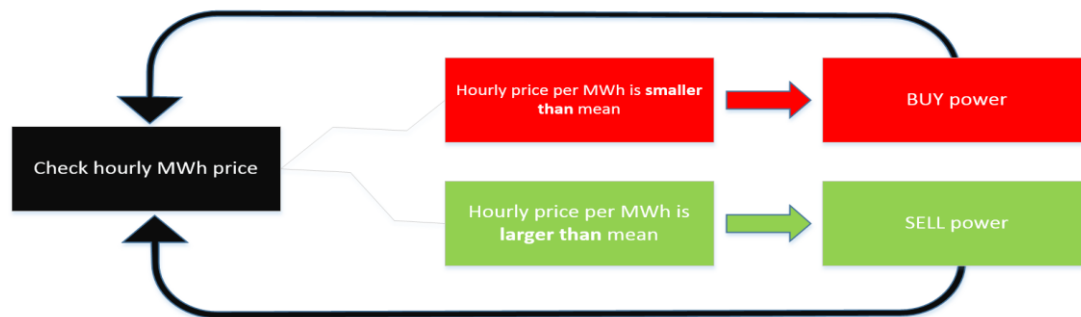 Hourly price per MWh is smaller
than mean
BUY power
Check hourly MWh price
Hourly price per MWh is
larger than mean
SELL power